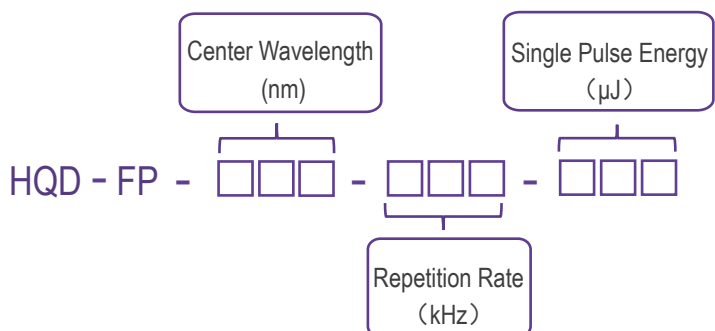 Center Wavelength
(nm)
Single Pulse Energy
（μJ）
HQD - FP - □□□ - □□□ - □□□
Repetition Rate
（kHz）